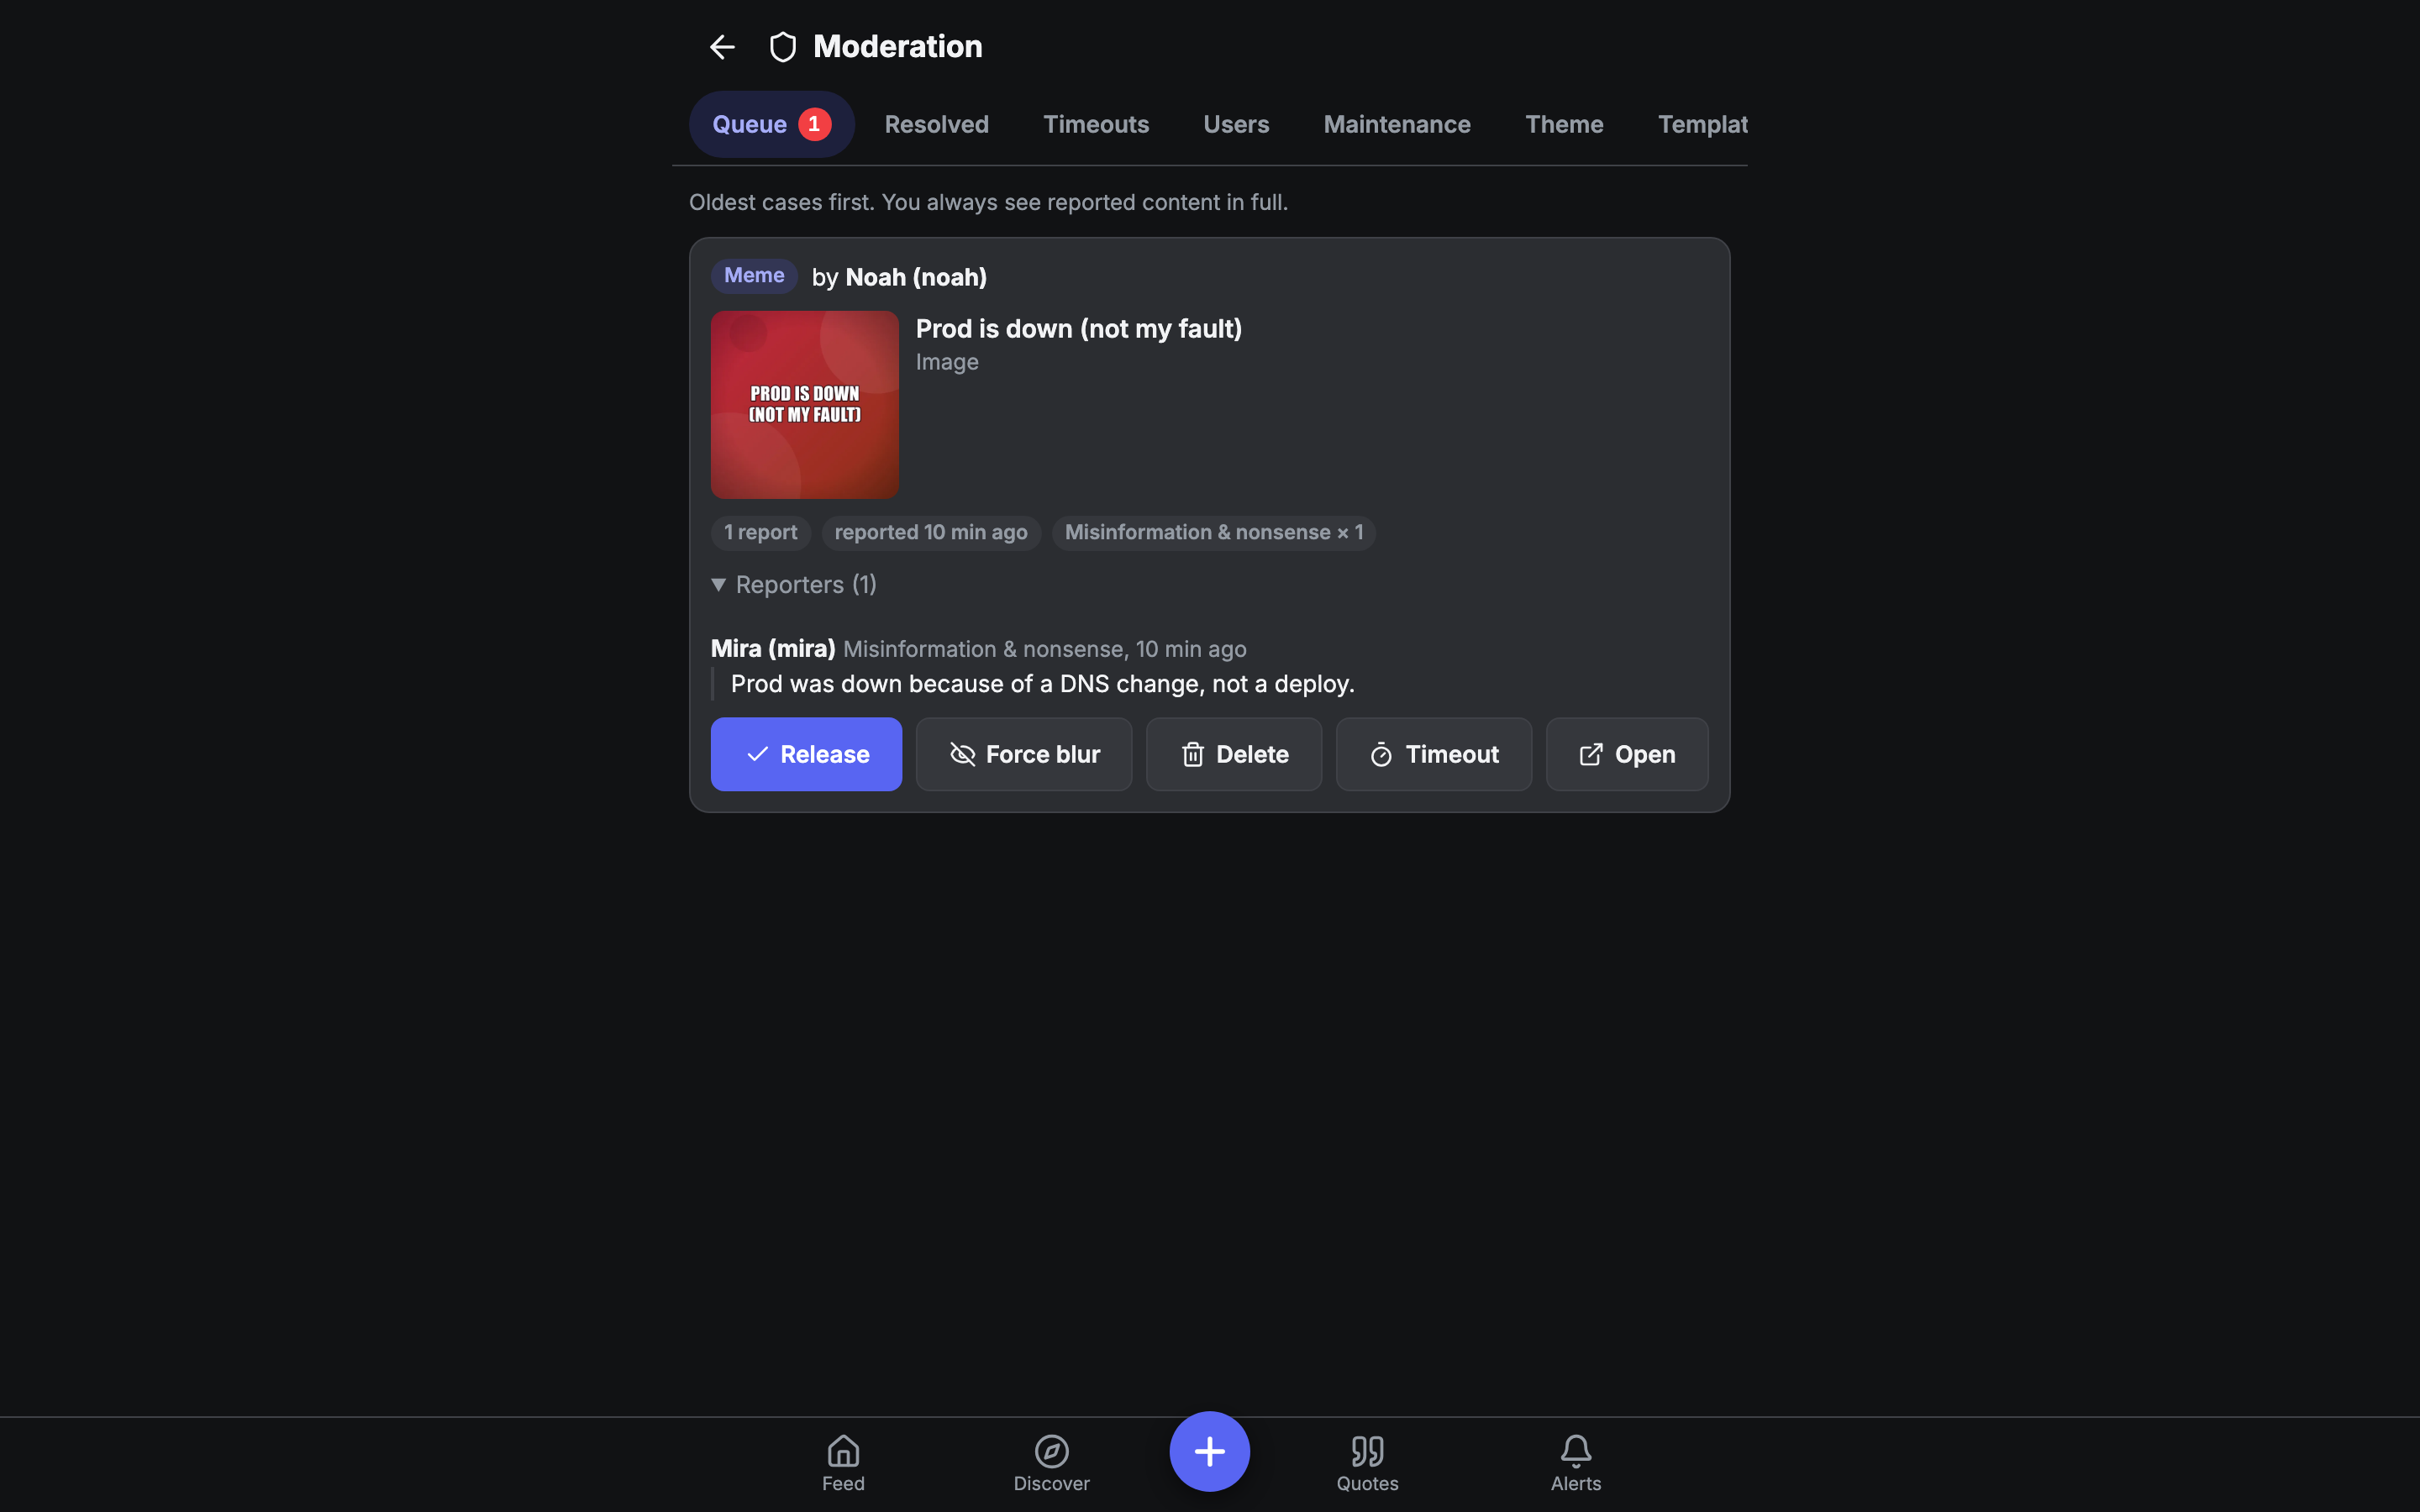 Moderation
Queue 1 Resolved Timeouts Users Maintenance Theme Templat
Oldest cases first. You always see reported content in full.
Meme by Noah (noah)
PROD IS DOWN
(NOT MY FAULT)
Prod is down (not my fault)
Image
1 report reported 10 min ago Misinformation & nonsense × 1
▼ Reporters (1)
Mira (mira) Misinformation & nonsense, 10 min ago
Prod was down because of a DNS change, not a deploy.
Release Force blur Delete Timeout Open
Feed Discover Quotes Alerts